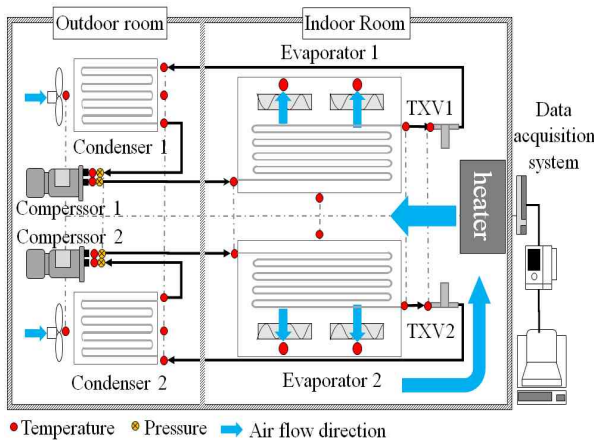 Outdoor room
Indoor Room
Evaporator 1
TXV1
Condenser 1
Data
acquisition
system
heater
Comperssor 1
Comperssor 2
TXV2
Condenser 2
Evaporator 2
Temperature
Pressure
Air flow direction